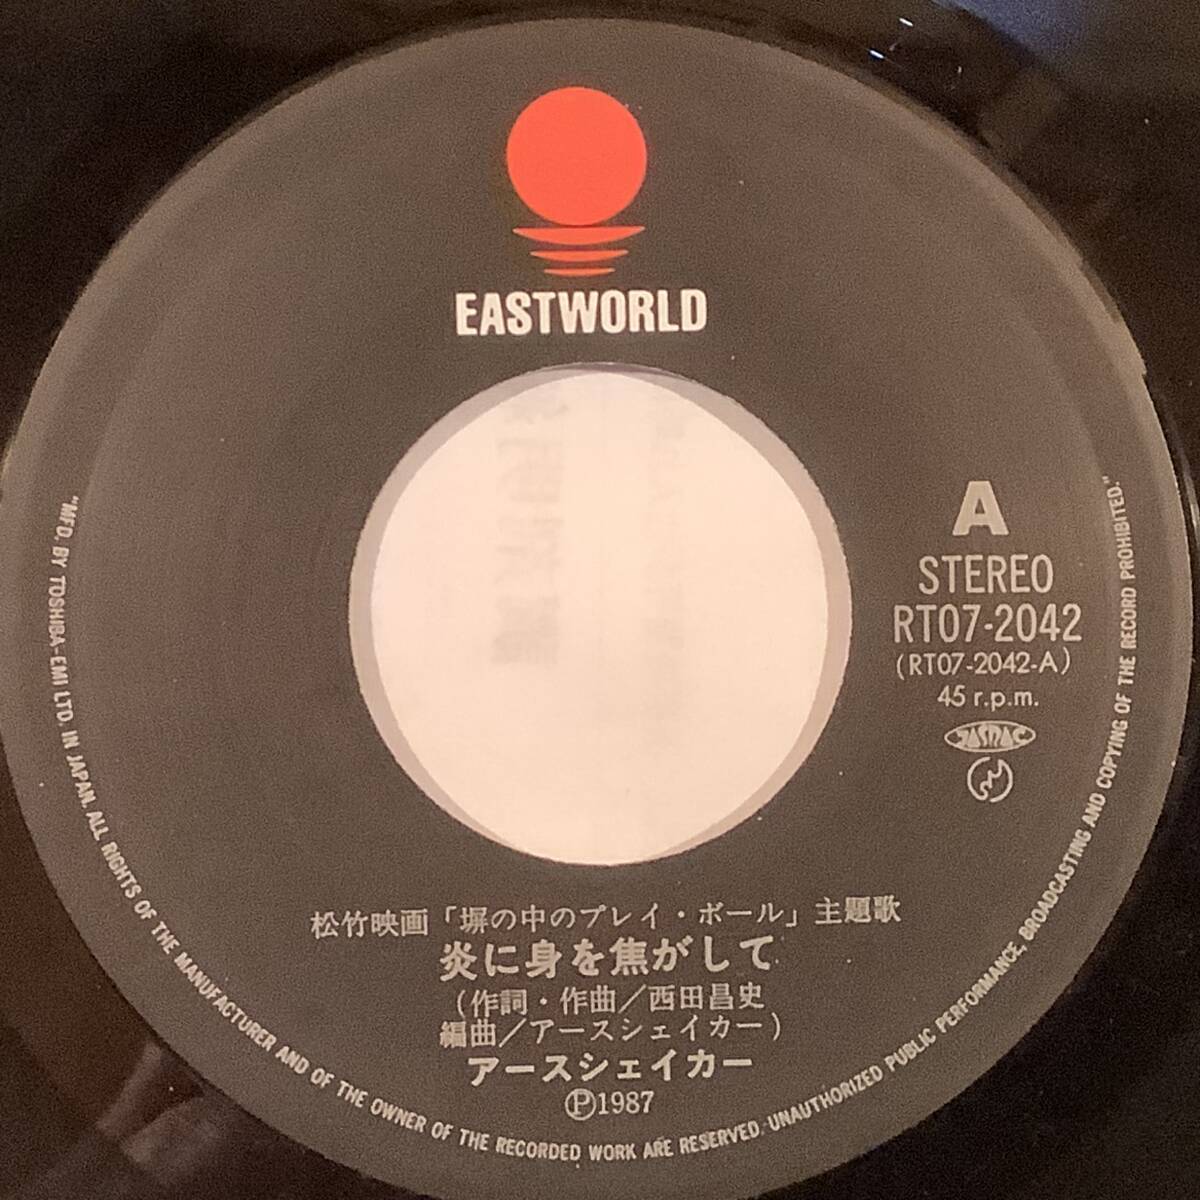 EASTWORLD
A
STEREO
RT07-2042
(RT07-2042-A)
45 r.p.m.
JASRAC
松竹映画「塀の中のプレイ・ボール」主題歌
炎に身を焦がして
(作詞・作曲/西田昌史
編曲/アースシェイカー)
アースシェイカー
Ⓟ1987
"MFD. BY TOSHIBA-EMI LTD. IN JAPAN. ALL RIGHTS OF THE MANUFACTURER AND OF THE OWNER OF THE RECORDED WORK ARE RESERVED. UNAUTHORIZED PUBLIC PERFORMANCE, BROADCASTING AND COPYING OF THE RECORD PROHIBITED."